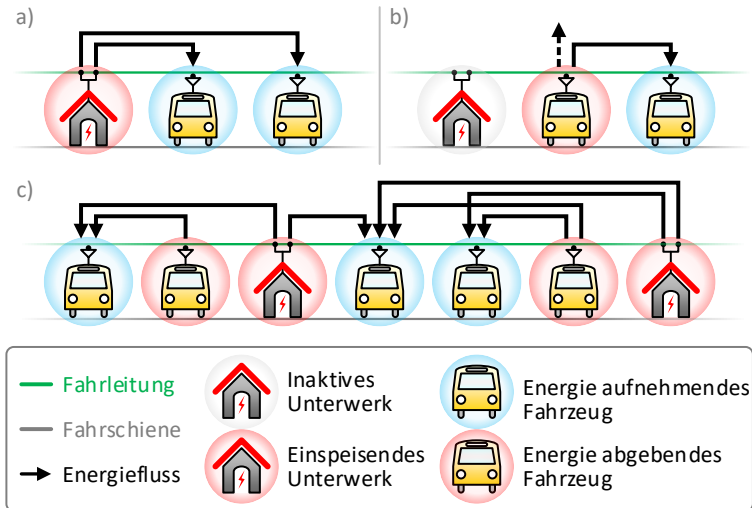 a)
b)
c)
Fahrleitung
Fahrschiene
Energiefluss
Inaktives
Unterwerk
Einspeisendes
Unterwerk
Energie aufnehmendes
Fahrzeug
Energie abgebendes
Fahrzeug